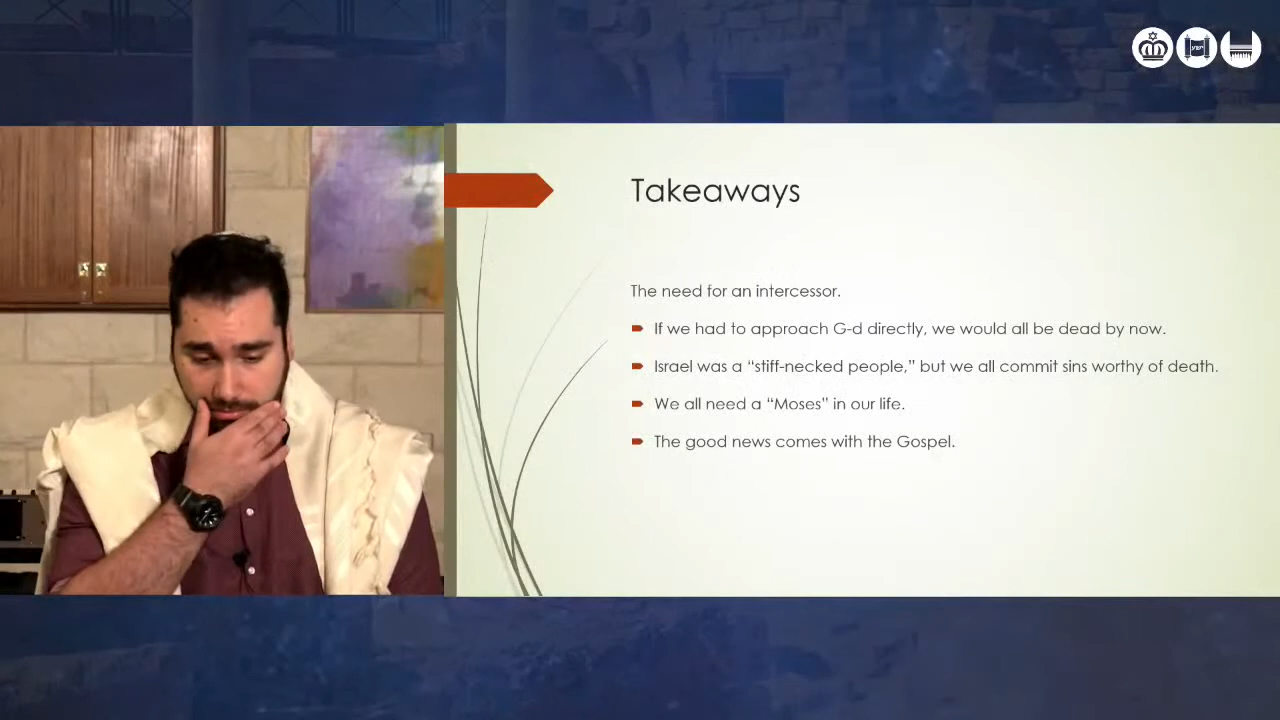 Takeaways
The need for an intercessor.
If we had to approach G-d directly, we would all be dead by now.
Israel was a “stiff-necked people,” but we all commit sins worthy of death.
We all need a “Moses” in our life.
The good news comes with the Gospel.